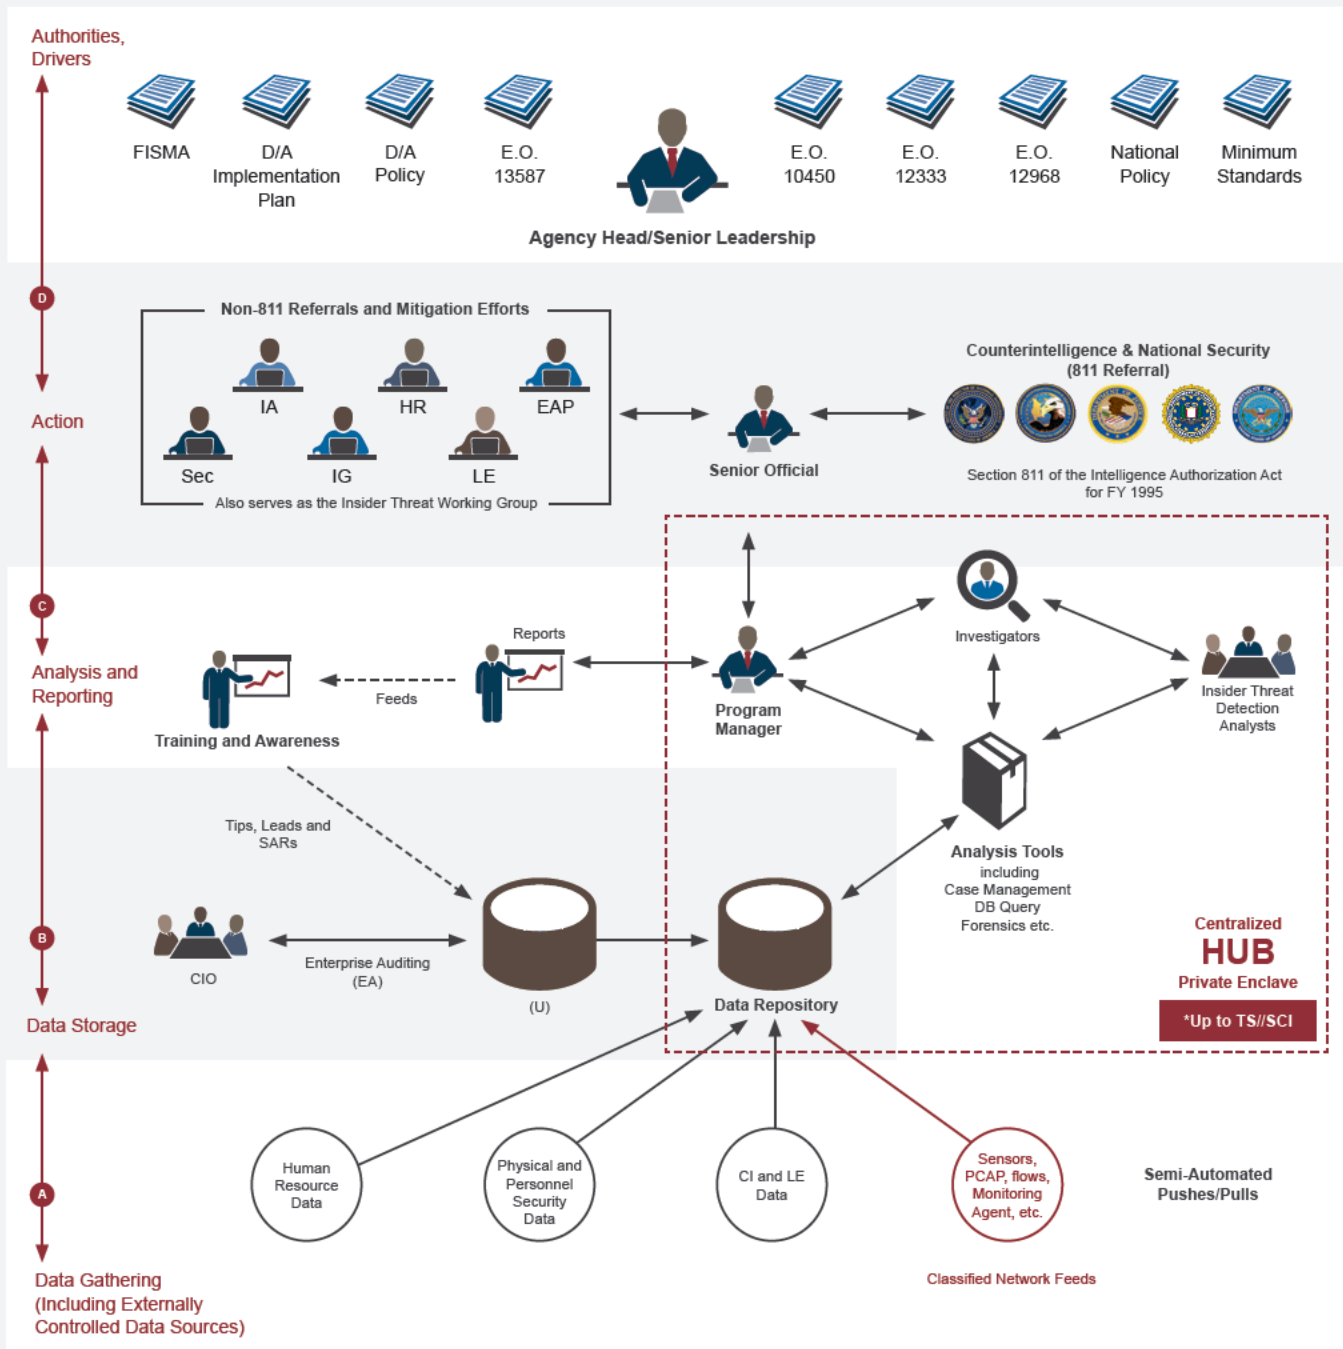 Authorities,
Drivers
FISMA
D/A
Implementation
Plan
D/A
Policy
E.O.
13587
E.O.
10450
E.O.
12333
E.O.
12968
National
Policy
Minimum
Standards
Agency Head/Senior Leadership
D
Non-811 Referrals and Mitigation Efforts
IA
HR
EAP
Sec
IG
LE
Also serves as the Insider Threat Working Group
Senior Official
Counterintelligence & National Security
(811 Referral)
Section 811 of the Intelligence Authorization Act
for FY 1995
Action
C
Analysis and
Reporting
Training and Awareness
Feeds
Reports
Program
Manager
Investigators
Insider Threat
Detection
Analysts
Analysis Tools
including
Case Management
DB Query
Forensics etc.
Tips, Leads and
SARs
B
CIO
Enterprise Auditing
(EA)
(U)
Data Repository
Centralized
HUB
Private Enclave
*Up to TS//SCI
Data Storage
A
Human
Resource
Data
Physical and
Personnel
Security
Data
CI and LE
Data
Sensors,
PCAP, flows,
Monitoring
Agent, etc.
Semi-Automated
Pushes/Pulls
Classified Network Feeds
Data Gathering
(Including Externally
Controlled Data Sources)